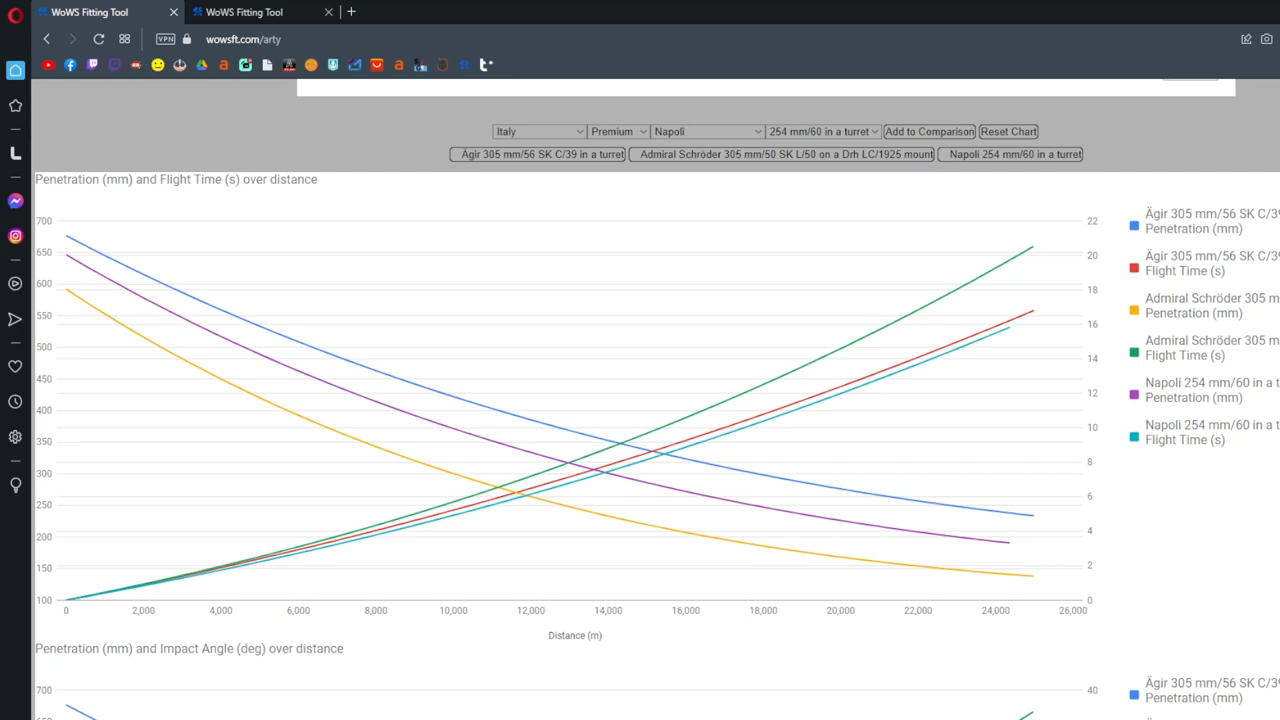 WoWS Fitting Tool
WoWS Fitting Tool
VPN
wowsft.com/arty
Italy
Premium
Napoli
254 mm/60 in a turret
Add to Comparison
Reset Chart
Ägir 305 mm/56 SK C/39 in a turret
Admiral Schröder 305 mm/50 SK L/50 on a Drh LC/1925 mount
Napoli 254 mm/60 in a turret
Penetration (mm) and Flight Time (s) over distance
700
650
600
550
500
450
400
350
300
250
200
150
100
22
20
18
16
14
12
10
8
6
4
2
0
0
2,000
4,000
6,000
8,000
10,000
12,000
14,000
16,000
18,000
20,000
22,000
24,000
26,000
Distance (m)
Ägir 305 mm/56 SK C/39
Penetration (mm)
Ägir 305 mm/56 SK C/39
Flight Time (s)
Admiral Schröder 305 m
Penetration (mm)
Admiral Schröder 305 m
Flight Time (s)
Napoli 254 mm/60 in a t
Penetration (mm)
Napoli 254 mm/60 in a t
Flight Time (s)
Penetration (mm) and Impact Angle (deg) over distance
700
40
Ägir 305 mm/56 SK C/39
Penetration (mm)